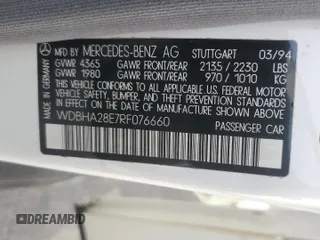 MADE IN GERMANY
MFD. BY MERCEDES-BENZ AG STUTTGART 03/94
GVWR 4365 GAWR FRONT/REAR 2135 / 2230 LBS
GVWR 1980 GAWR FRONT/REAR 970 / 1010 KG
THIS VEHICLE CONFORMS TO ALL APPLICABLE FEDERAL
MOTOR VEHICLE SAFETY, BUMPER, AND THEFT
PREVENTION STANDARDS IN EFFECT ON THE DATE
OF MANUFACTURE SHOWN ABOVE.
WDBHA28E7RF076660
PASSENGER CAR
DREAMBID